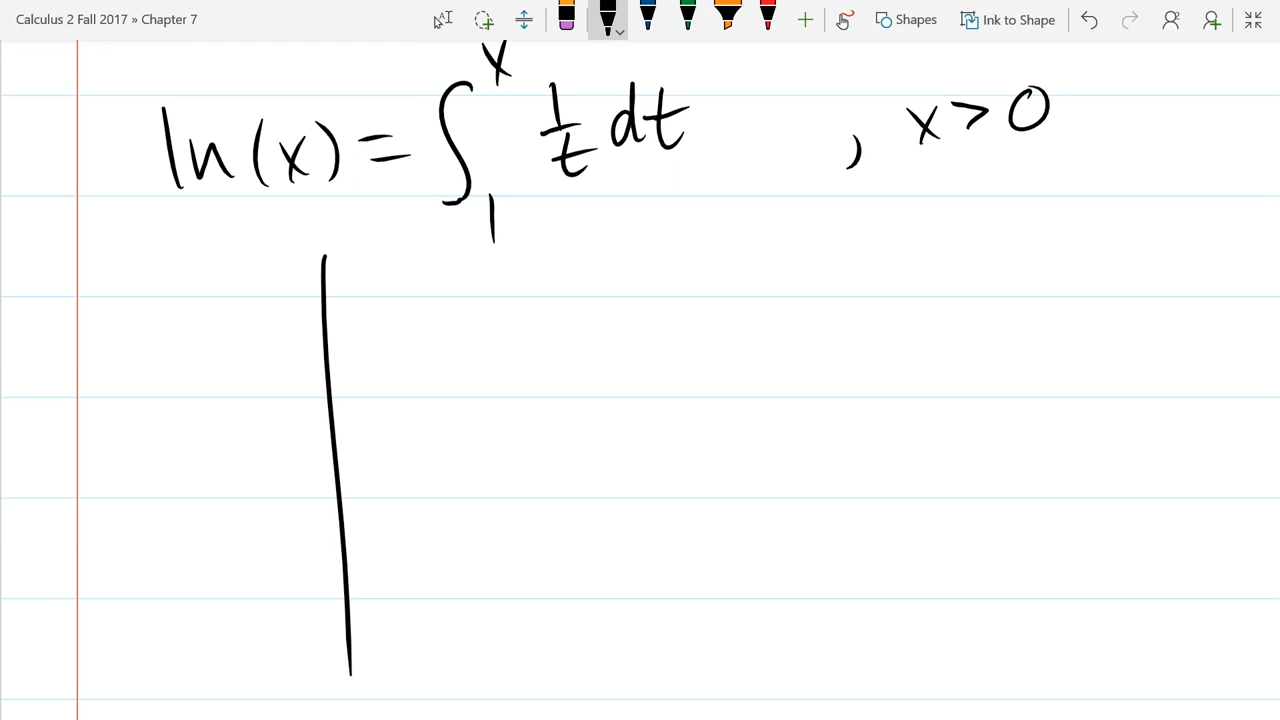 Calculus 2 Fall 2017 » Chapter 7
Shapes
Ink to Shape
ln(x) = ∫₁ˣ 1/t dt , x > 0